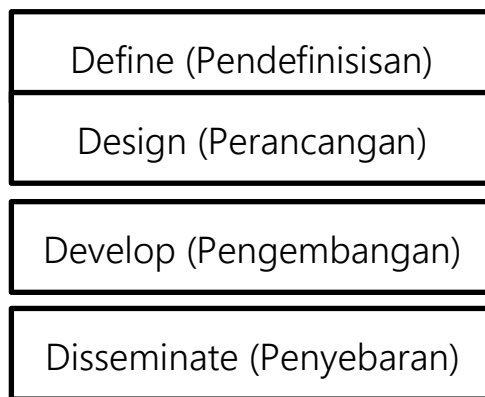 Define (Pendefinisisan)
Design (Perancangan)
Develop (Pengembangan)
Disseminate (Penyebaran)